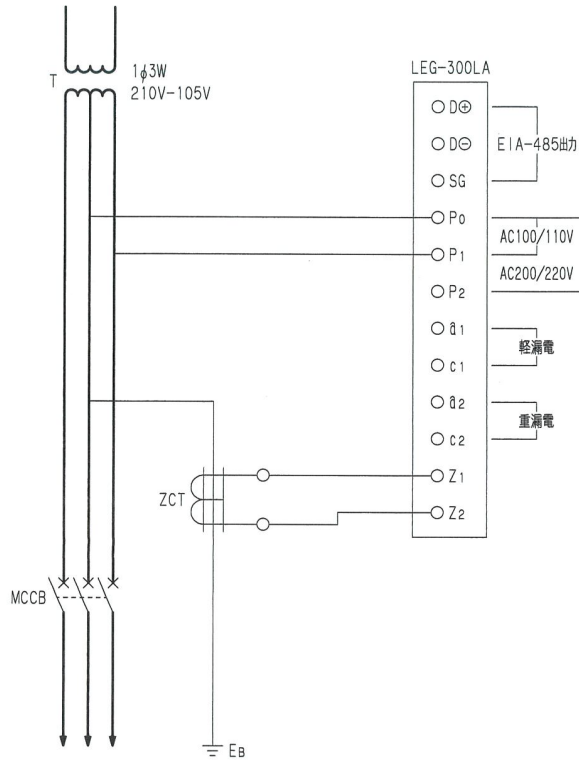 T
1φ3W
210V-105V
LEG-300LA
D⊕
D⊖
SG
EIA-485出力
P0
P1
P2
AC100/110V
AC200/220V
a1
c1
軽漏電
a2
c2
重漏電
Z1
Z2
ZCT
MCCB
EB